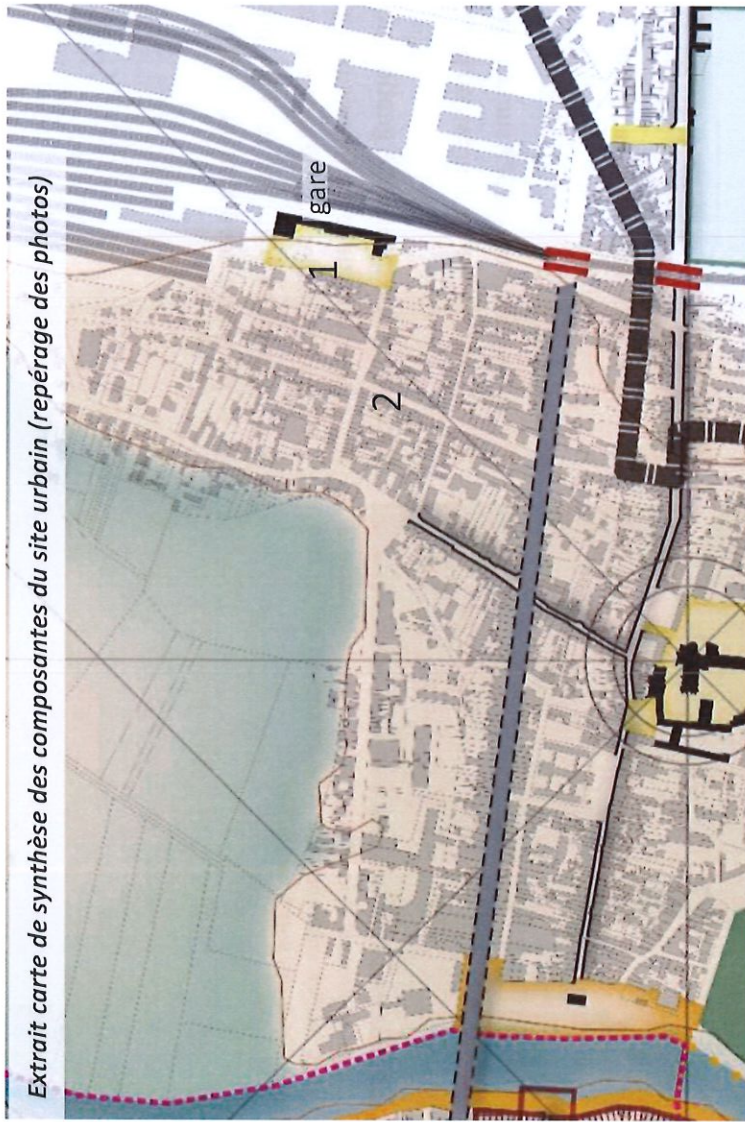 Extrait carte de synthèse des composantes du site urbain (repérage des photos)
gare
1
2